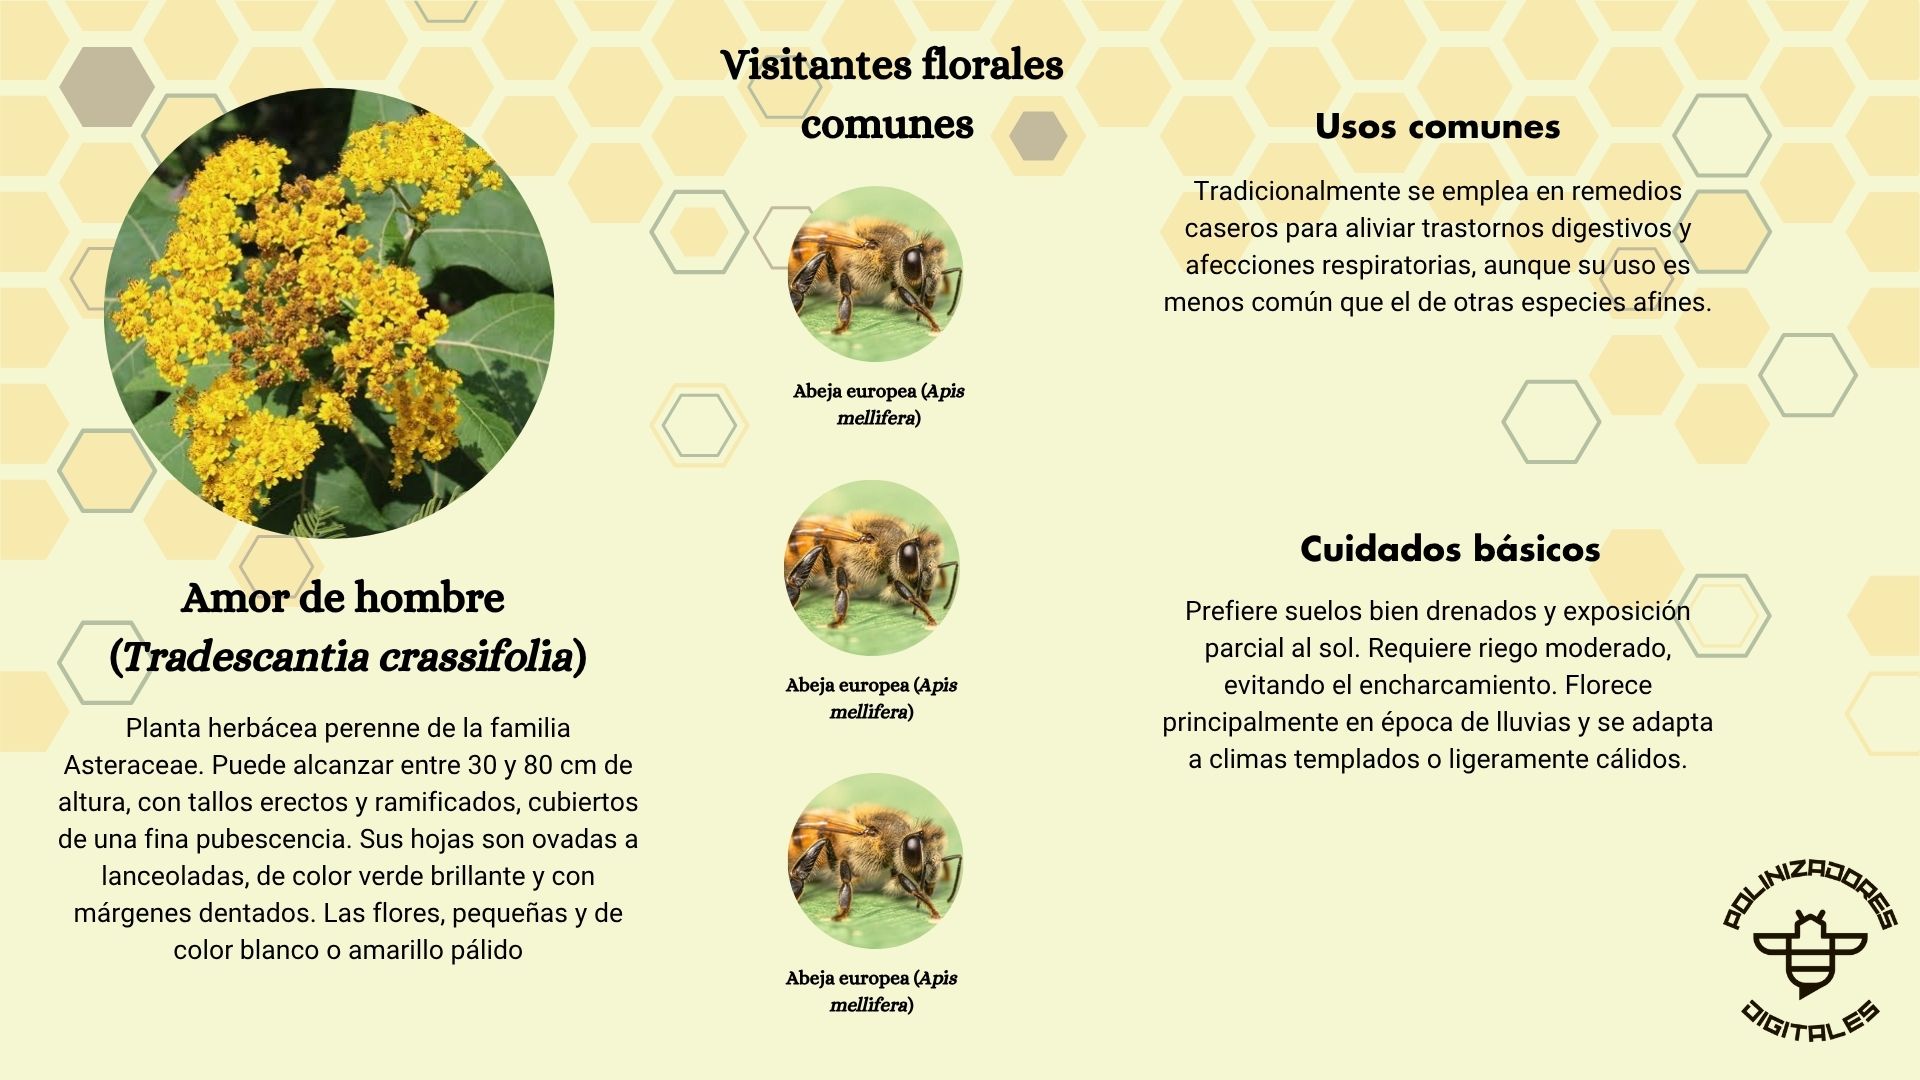 Amor de hombre
(Tradescantia crassifolia)
Planta herbácea perenne de la familia
Asteraceae. Puede alcanzar entre 30 y 80 cm de
altura, con tallos erectos y ramificados, cubiertos
de una fina pubescencia. Sus hojas son ovadas a
lanceoladas, de color verde brillante y con
márgenes dentados. Las flores, pequeñas y de
color blanco o amarillo pálido
Visitantes florales
comunes
Abeja europea (Apis
mellifera)
Abeja europea (Apis
mellifera)
Abeja europea (Apis
mellifera)
Usos comunes
Tradicionalmente se emplea en remedios
caseros para aliviar trastornos digestivos y
afecciones respiratorias, aunque su uso es
menos común que el de otras especies afines.
Cuidados básicos
Prefiere suelos bien drenados y exposición
parcial al sol. Requiere riego moderado,
evitando el encharcamiento. Florece
principalmente en época de lluvias y se adapta
a climas templados o ligeramente cálidos.
POLINIZADORES
DIGITALES